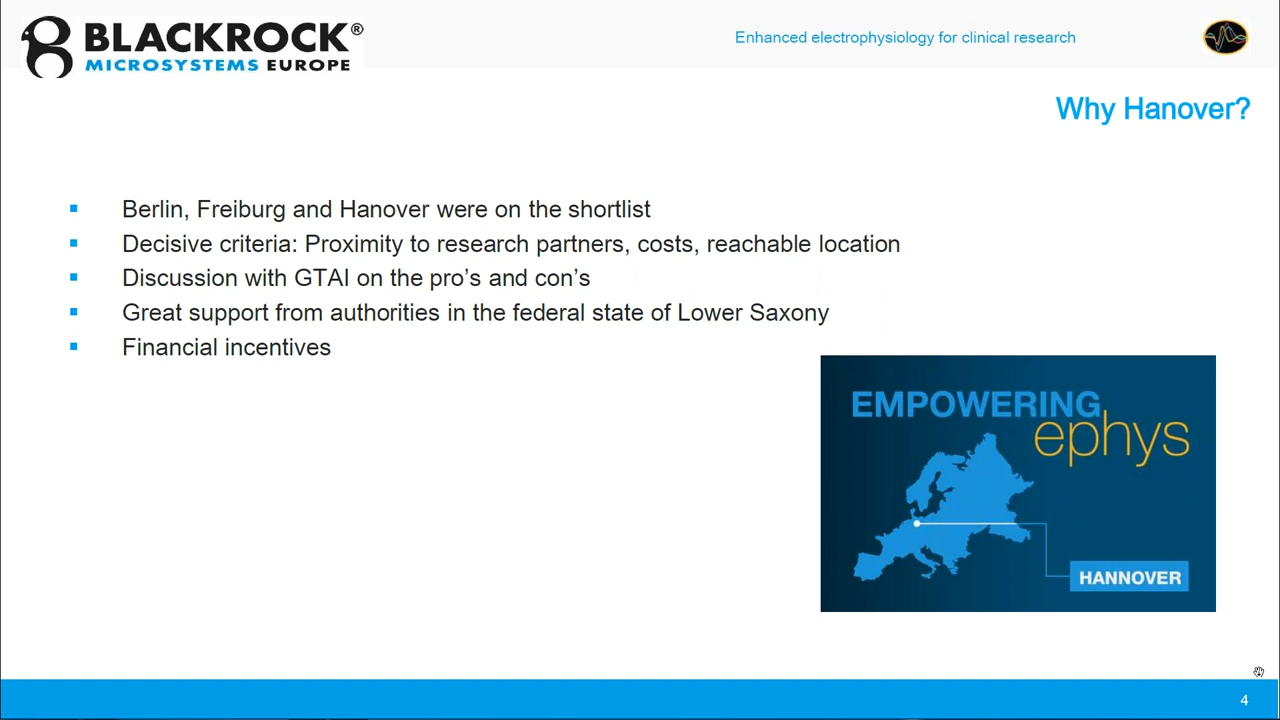 BLACKROCK®
MICROSYSTEMS EUROPE
Enhanced electrophysiology for clinical research
Why Hanover?
▪ Berlin, Freiburg and Hanover were on the shortlist
▪ Decisive criteria: Proximity to research partners, costs, reachable location
▪ Discussion with GTAI on the pro’s and con’s
▪ Great support from authorities in the federal state of Lower Saxony
▪ Financial incentives
EMPOWERING
ephys
HANNOVER
4